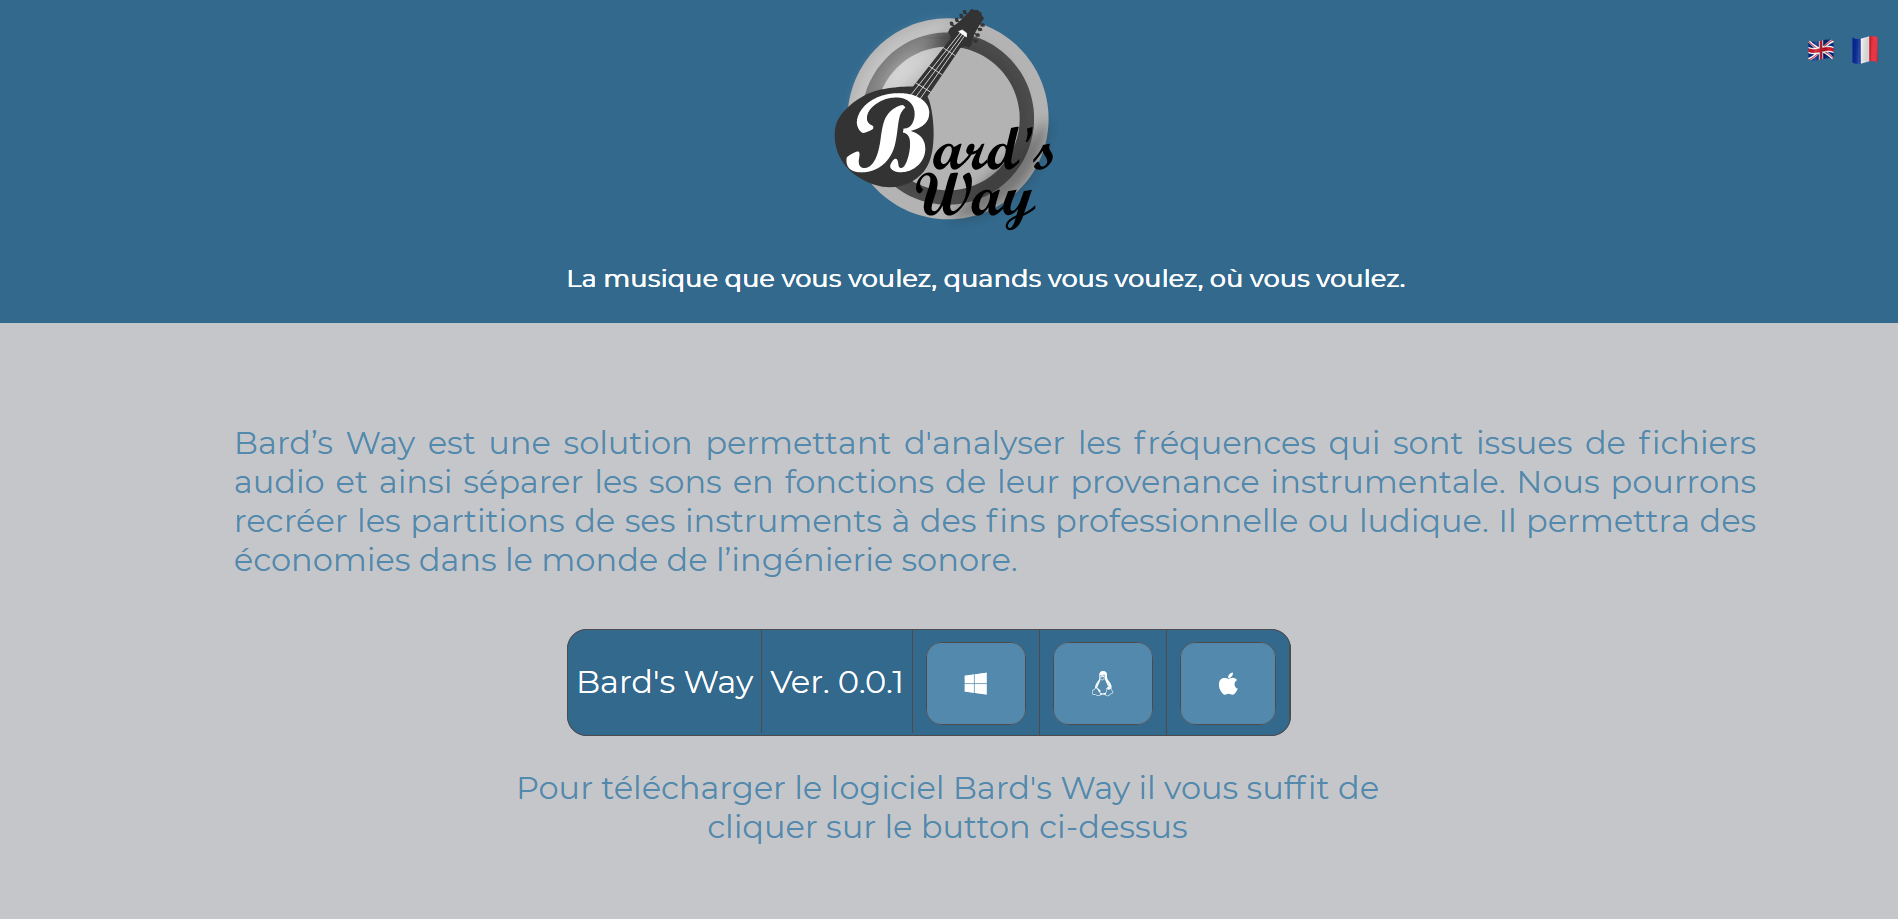 Bard's
Way
La musique que vous voulez, quands vous voulez, où vous voulez.
Bard’s Way est une solution permettant d'analyser les fréquences qui sont issues de fichiers
audio et ainsi séparer les sons en fonctions de leur provenance instrumentale. Nous pourrons
recréer les partitions de ses instruments à des fins professionnelle ou ludique. Il permettra des
économies dans le monde de l’ingénierie sonore.
Bard's Way Ver. 0.0.1
Pour télécharger le logiciel Bard's Way il vous suffit de
cliquer sur le button ci-dessus